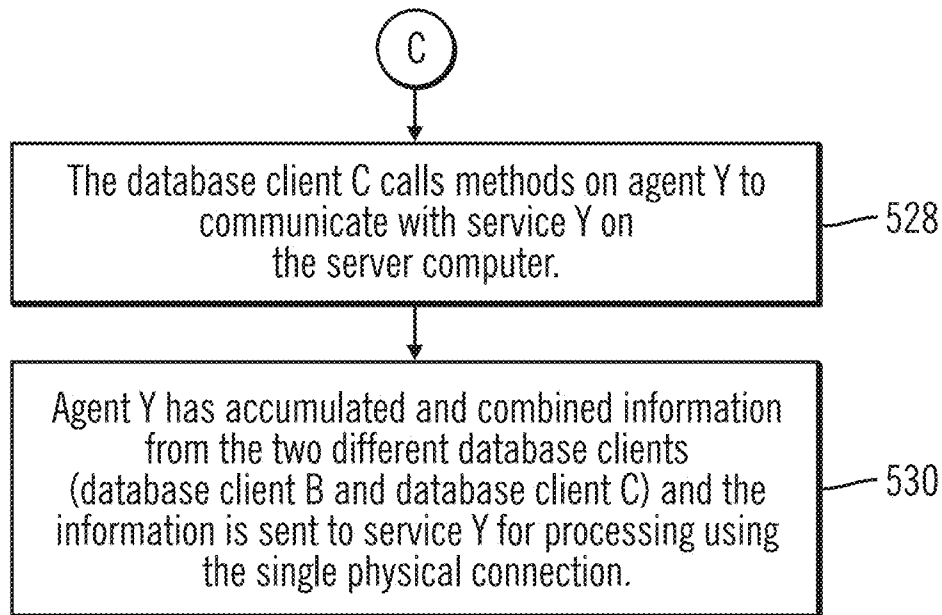 C
The database client C calls methods on agent Y to
communicate with service Y on
the server computer.
528
Agent Y has accumulated and combined information
from the two different database clients
(database client B and database client C) and the
information is sent to service Y for processing using
the single physical connection.
530